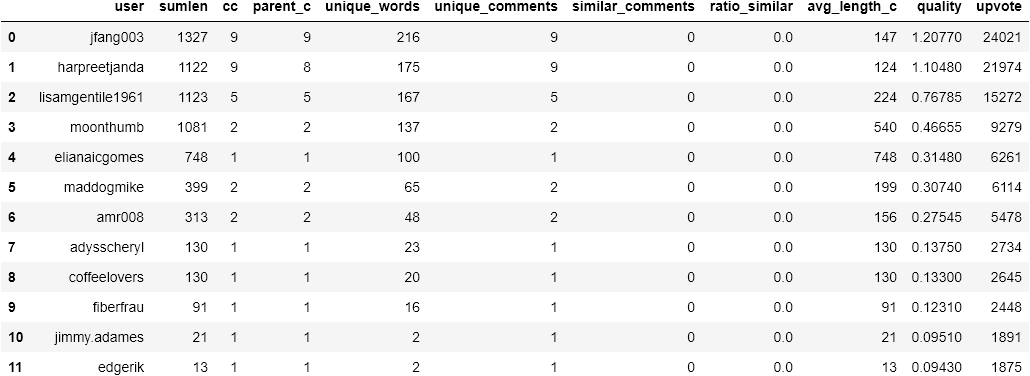 user sumlen cc parent_c unique_words unique_comments similar_comments ratio_similar avg_length_c quality upvote
0 jfang003 1327 9 9 216 9 0 0.0 147 1.20770 24021
1 harpreetjanda 1122 9 8 175 9 0 0.0 124 1.10480 21974
2 lisamgentile1961 1123 5 5 167 5 0 0.0 224 0.76785 15272
3 moonthumb 1081 2 2 137 2 0 0.0 540 0.46655 9279
4 elianaicgomes 748 1 1 100 1 0 0.0 748 0.31480 6261
5 maddogmike 399 2 2 65 2 0 0.0 199 0.30740 6114
6 amr008 313 2 2 48 2 0 0.0 156 0.27545 5478
7 adysscheryl 130 1 1 23 1 0 0.0 130 0.13750 2734
8 coffeelovers 130 1 1 20 1 0 0.0 130 0.13300 2645
9 fiberfrau 91 1 1 16 1 0 0.0 91 0.12310 2448
10 jimmy.adames 21 1 1 2 1 0 0.0 21 0.09510 1891
11 edgerik 13 1 1 2 1 0 0.0 13 0.09430 1875